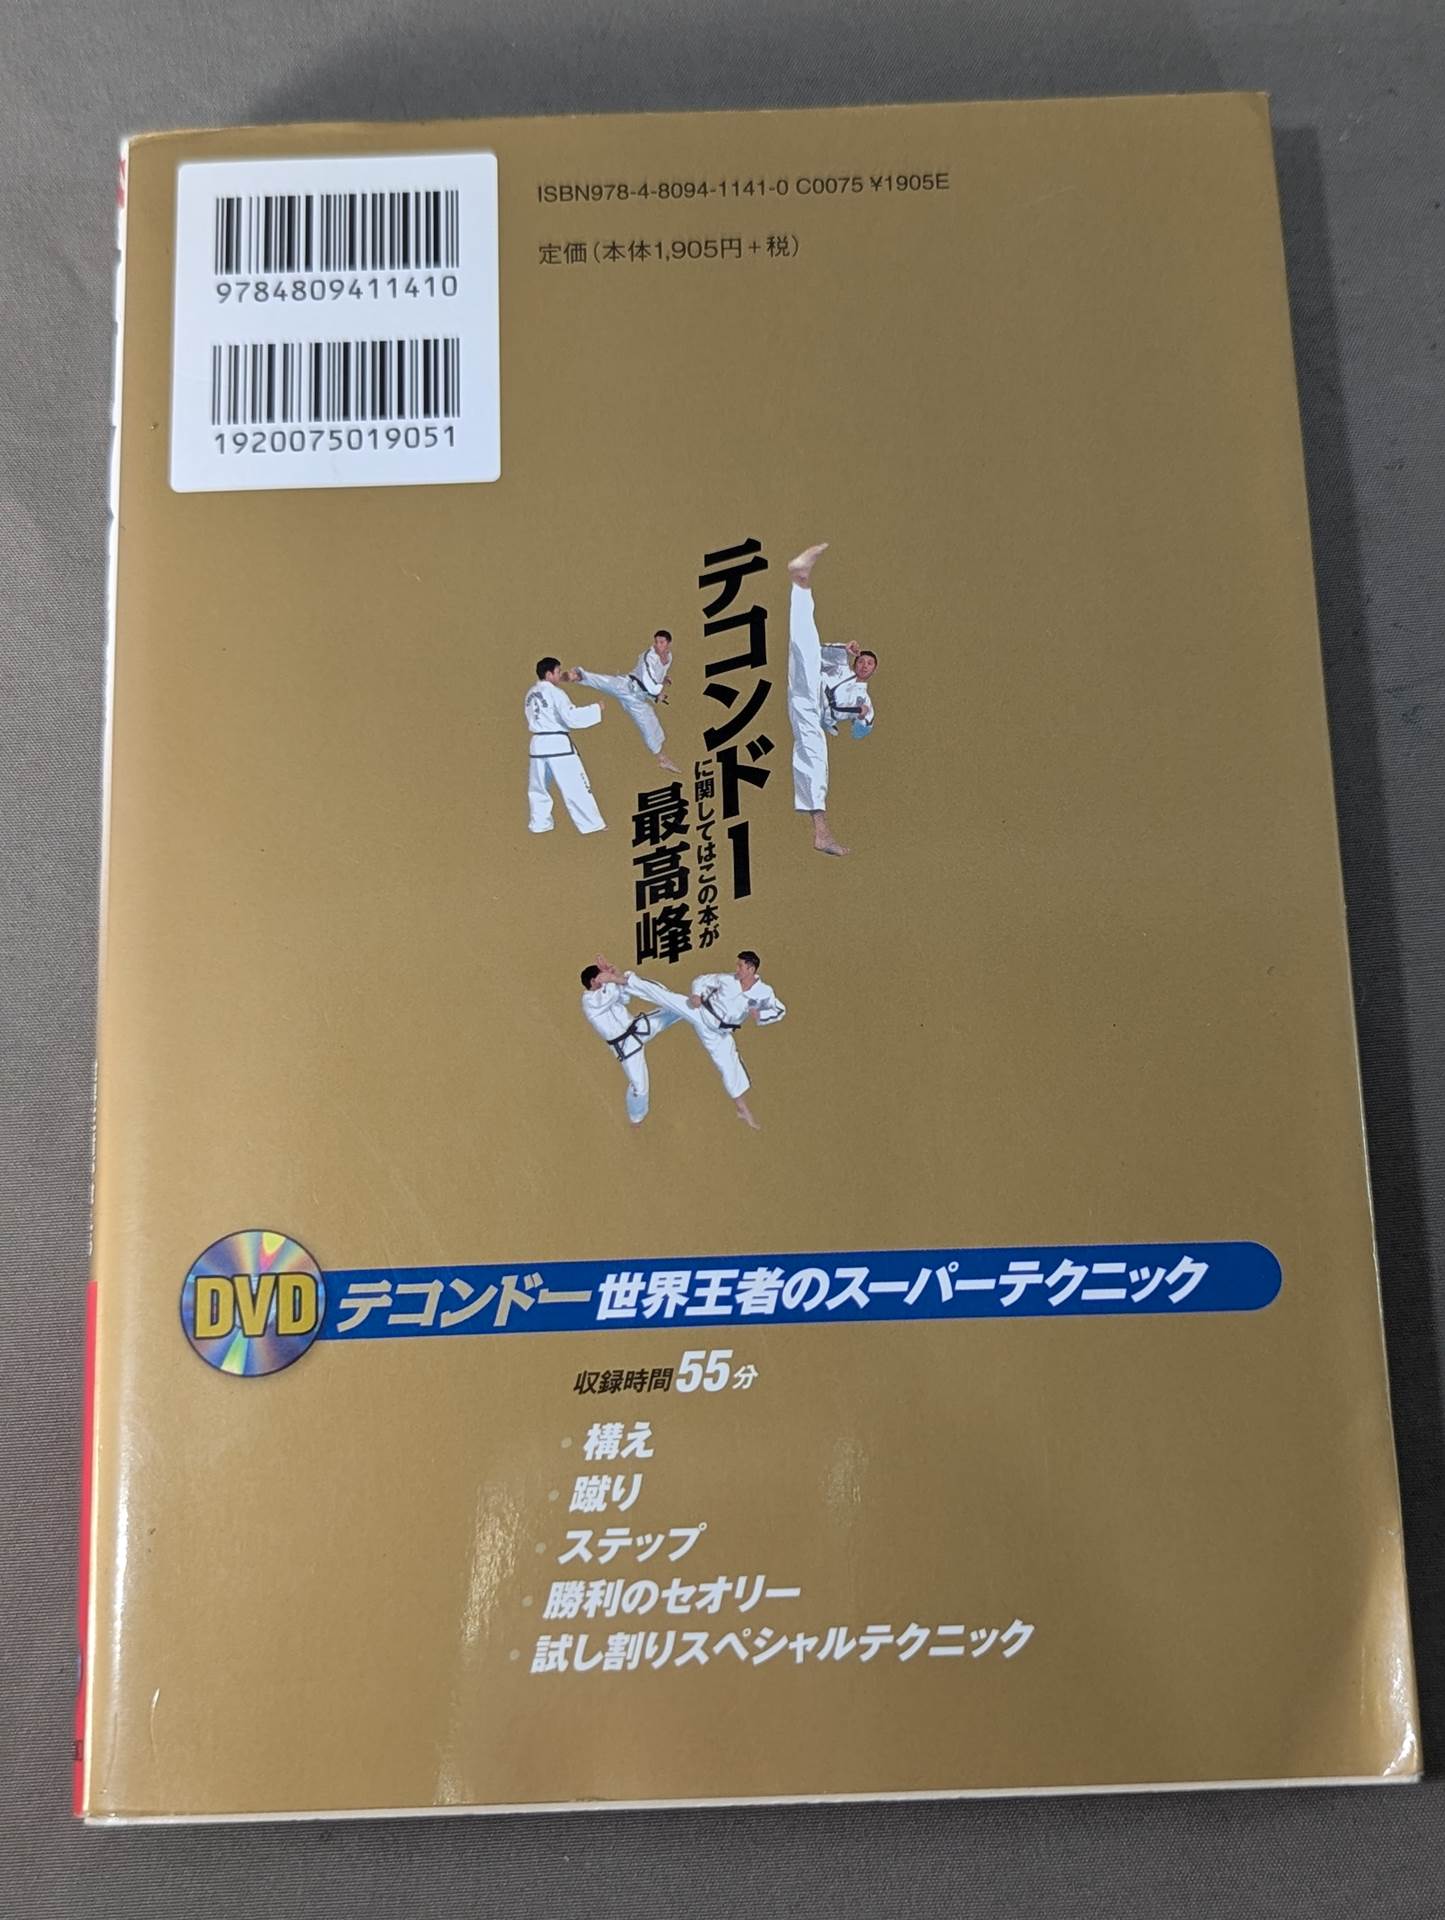 9784809411410
1920075019051
ISBN978-4-8094-1141-0 C0075 ¥1905E
定価(本体1,905円+税)
テコンドー
に関してはこの本が
最高峰
DVD テコンドー世界王者のスーパーテクニック
収録時間55分
・構え
・蹴り
・ステップ
・勝利のセオリー
・試し割りスペシャルテクニック